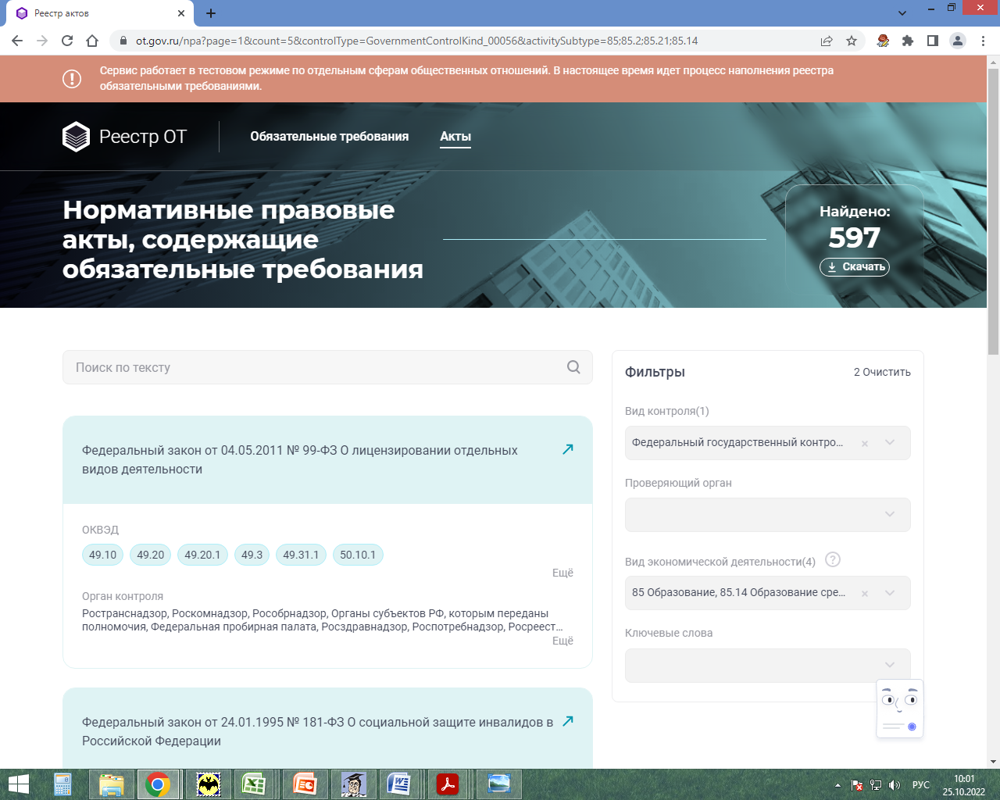 Реестр актов
ot.gov.ru/npa?page=1&count=5&controlType=GovernmentControlKind_00056&activitySubtype=85;85.2;85.21;85.14
Сервис работает в тестовом режиме по отдельным сферам общественных отношений. В настоящее время идет процесс наполнения реестра
обязательными требованиями.
Реестр ОТ
Обязательные требования
Акты
Нормативные правовые
акты, содержащие
обязательные требования
Найдено:
597
Скачать
Поиск по тексту
Федеральный закон от 04.05.2011 № 99-ФЗ О лицензировании отдельных
видов деятельности
ОКВЭД
49.10 49.20 49.20.1 49.3 49.31.1 50.10.1
Ещё
Орган контроля
Ространснадзор, Роскомнадзор, Рособрнадзор, Органы субъектов РФ, которым переданы
полномочия, Федеральная пробирная палата, Росздравнадзор, Роспотребнадзор, Росреест...
Ещё
Федеральный закон от 24.01.1995 № 181-ФЗ О социальной защите инвалидов в
Российской Федерации
Фильтры
2 Очистить
Вид контроля(1)
Федеральный государственный контро...
Проверяющий орган
Вид экономической деятельности(4)
85 Образование, 85.14 Образование сре...
Ключевые слова
РУС
10:01
25.10.2022